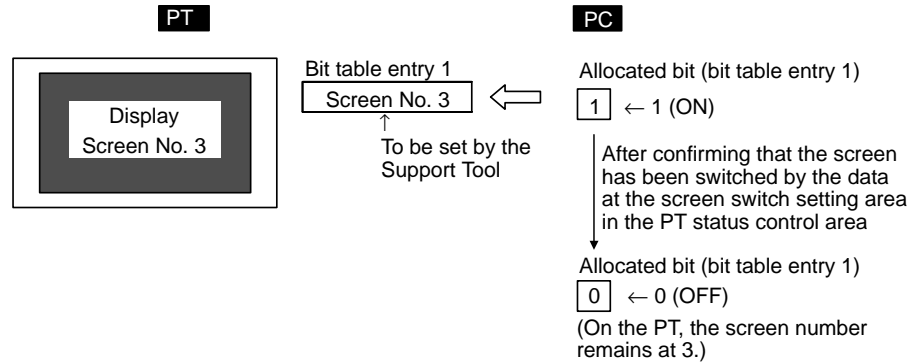 PT
PC
Display
Screen No. 3
Bit table entry 1
Screen No. 3
↑
To be set by the
Support Tool
Allocated bit (bit table entry 1)
1 ← 1 (ON)
After confirming that the screen
has been switched by the data
at the screen switch setting area
in the PT status control area
Allocated bit (bit table entry 1)
0 ← 0 (OFF)
(On the PT, the screen number
remains at 3.)